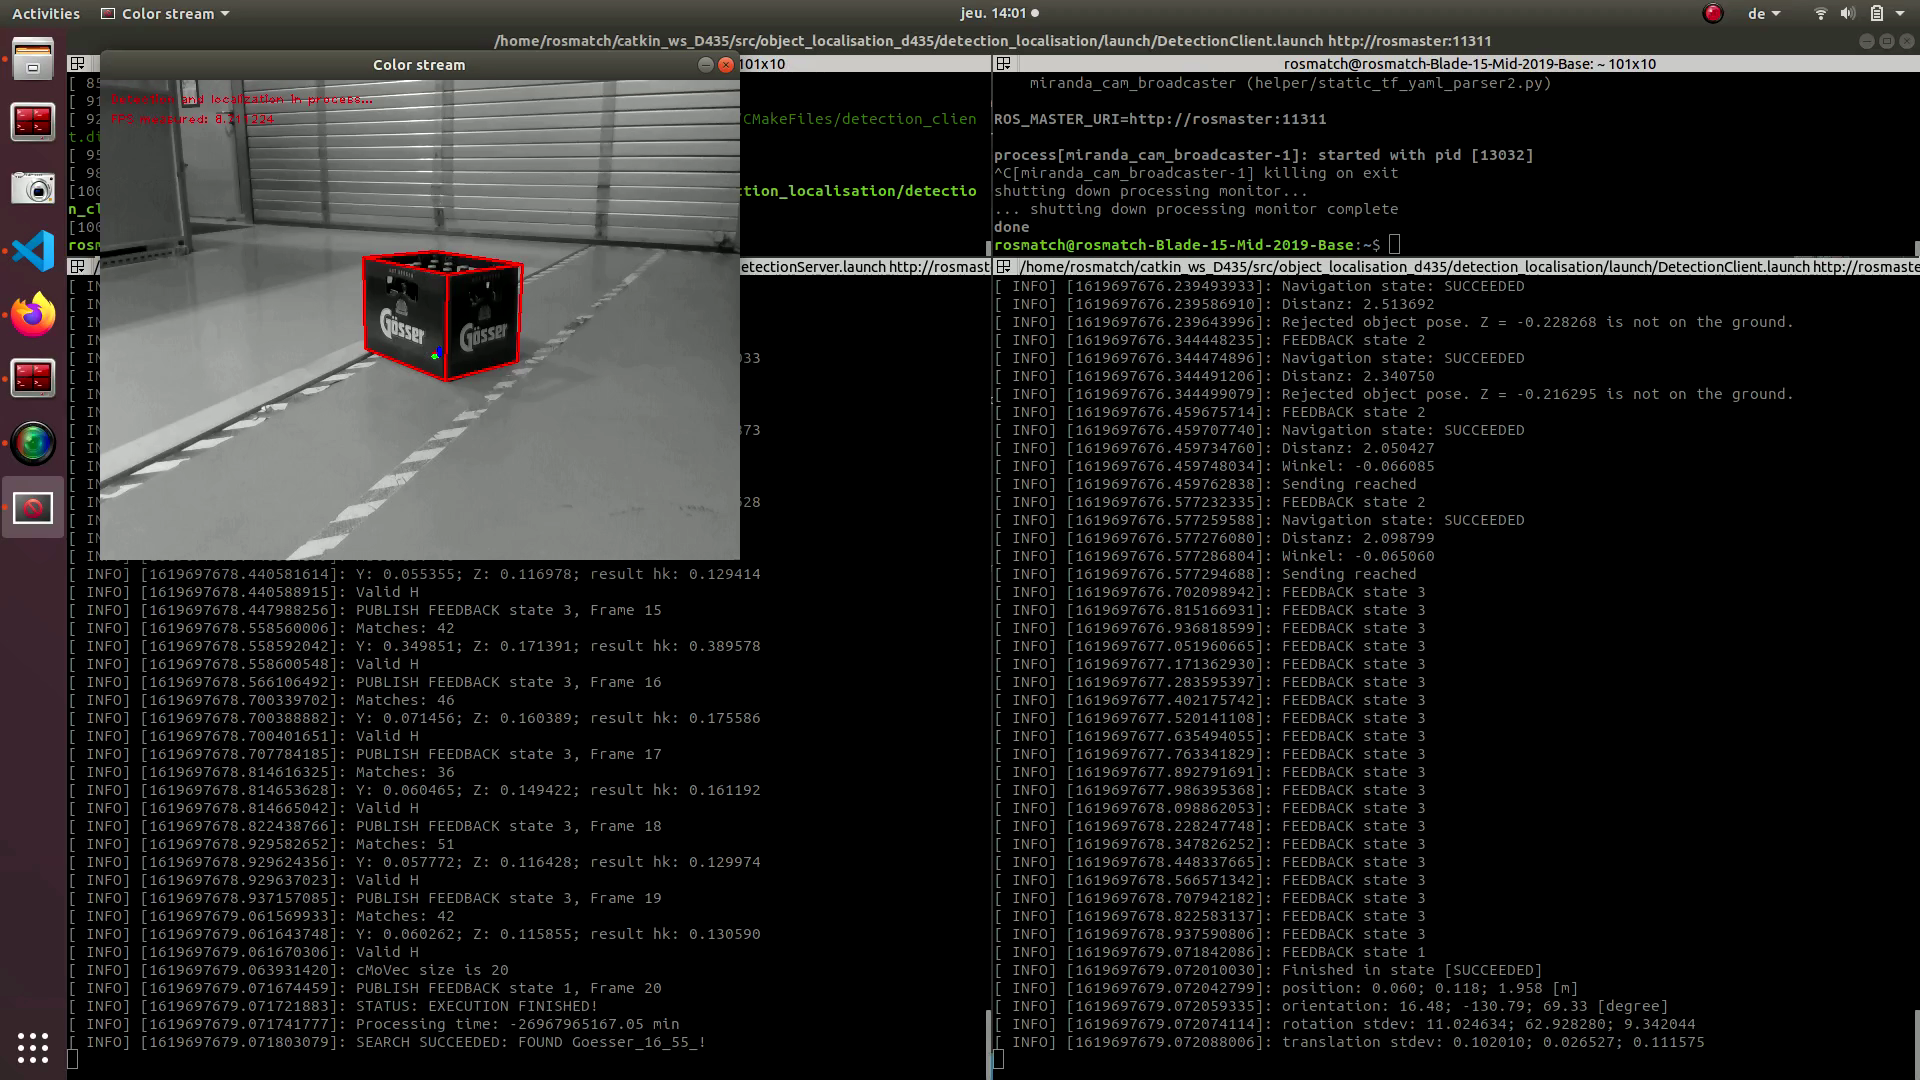 Activities
Color stream
jeu. 14:01
de
/home/rosmatch/catkin_ws_D435/src/object_localisation_d435/detection_localisation/launch/DetectionClient.launch http://rosmaster:11311
Color stream
101x10
[ 85
[ 91
[ 92
/CMakeFiles/detection_clien
t.di
[ 95
[ 98
[100
ction_localisation/detectio
n_cl
[100
rosm
Detection and localization in process...
FPS measured: 8.711224
Gösser
Gösser
rosmatch@rosmatch-Blade-15-Mid-2019-Base: ~ 101x10
miranda_cam_broadcaster (helper/static_tf_yaml_parser2.py)
ROS_MASTER_URI=http://rosmaster:11311
process[miranda_cam_broadcaster-1]: started with pid [13032]
^C[miranda_cam_broadcaster-1] killing on exit
shutting down processing monitor...
... shutting down processing monitor complete
done
rosmatch@rosmatch-Blade-15-Mid-2019-Base:~$
etectionServer.launch http://rosmast
033
373
528
[ INFO] [1619697678.440581614]: Y: 0.055355; Z: 0.116978; result hk: 0.129414
[ INFO] [1619697678.440588915]: Valid H
[ INFO] [1619697678.447988256]: PUBLISH FEEDBACK state 3, Frame 15
[ INFO] [1619697678.558560006]: Matches: 42
[ INFO] [1619697678.558592042]: Y: 0.349851; Z: 0.171391; result hk: 0.389578
[ INFO] [1619697678.558600548]: Valid H
[ INFO] [1619697678.566106492]: PUBLISH FEEDBACK state 3, Frame 16
[ INFO] [1619697678.700339702]: Matches: 46
[ INFO] [1619697678.700388882]: Y: 0.071456; Z: 0.160389; result hk: 0.175586
[ INFO] [1619697678.700401651]: Valid H
[ INFO] [1619697678.707784185]: PUBLISH FEEDBACK state 3, Frame 17
[ INFO] [1619697678.814616325]: Matches: 36
[ INFO] [1619697678.814653628]: Y: 0.060465; Z: 0.149422; result hk: 0.161192
[ INFO] [1619697678.814665042]: Valid H
[ INFO] [1619697678.822438766]: PUBLISH FEEDBACK state 3, Frame 18
[ INFO] [1619697678.929582652]: Matches: 51
[ INFO] [1619697678.929624356]: Y: 0.057772; Z: 0.116428; result hk: 0.129974
[ INFO] [1619697678.929637023]: Valid H
[ INFO] [1619697678.937157085]: PUBLISH FEEDBACK state 3, Frame 19
[ INFO] [1619697679.061569933]: Matches: 42
[ INFO] [1619697679.061643748]: Y: 0.060262; Z: 0.115855; result hk: 0.130590
[ INFO] [1619697679.061670306]: Valid H
[ INFO] [1619697679.063931420]: cMoVec size is 20
[ INFO] [1619697679.071674459]: PUBLISH FEEDBACK state 1, Frame 20
[ INFO] [1619697679.071721883]: STATUS: EXECUTION FINISHED!
[ INFO] [1619697679.071741777]: Processing time: -26967965167.05 min
[ INFO] [1619697679.071803079]: SEARCH SUCCEEDED: FOUND Goesser_16_55_!
/home/rosmatch/catkin_ws_D435/src/object_localisation_d435/detection_localisation/launch/DetectionClient.launch http://rosmaste
[ INFO] [1619697676.239493933]: Navigation state: SUCCEEDED
[ INFO] [1619697676.239586910]: Distanz: 2.513692
[ INFO] [1619697676.239643996]: Rejected object pose. Z = -0.228268 is not on the ground.
[ INFO] [1619697676.344448235]: FEEDBACK state 2
[ INFO] [1619697676.344474896]: Navigation state: SUCCEEDED
[ INFO] [1619697676.344491206]: Distanz: 2.340750
[ INFO] [1619697676.344499079]: Rejected object pose. Z = -0.216295 is not on the ground.
[ INFO] [1619697676.459675714]: FEEDBACK state 2
[ INFO] [1619697676.459707740]: Navigation state: SUCCEEDED
[ INFO] [1619697676.459734760]: Distanz: 2.050427
[ INFO] [1619697676.459748034]: Winkel: -0.066085
[ INFO] [1619697676.459762838]: Sending reached
[ INFO] [1619697676.577232335]: FEEDBACK state 2
[ INFO] [1619697676.577259588]: Navigation state: SUCCEEDED
[ INFO] [1619697676.577276080]: Distanz: 2.098799
[ INFO] [1619697676.577286804]: Winkel: -0.065060
[ INFO] [1619697676.577294688]: Sending reached
[ INFO] [1619697676.702098942]: FEEDBACK state 3
[ INFO] [1619697676.815166931]: FEEDBACK state 3
[ INFO] [1619697676.936818599]: FEEDBACK state 3
[ INFO] [1619697677.051960665]: FEEDBACK state 3
[ INFO] [1619697677.171362930]: FEEDBACK state 3
[ INFO] [1619697677.283595397]: FEEDBACK state 3
[ INFO] [1619697677.402175742]: FEEDBACK state 3
[ INFO] [1619697677.520141108]: FEEDBACK state 3
[ INFO] [1619697677.635494055]: FEEDBACK state 3
[ INFO] [1619697677.763341829]: FEEDBACK state 3
[ INFO] [1619697677.892791691]: FEEDBACK state 3
[ INFO] [1619697677.986395368]: FEEDBACK state 3
[ INFO] [1619697678.098862053]: FEEDBACK state 3
[ INFO] [1619697678.228247748]: FEEDBACK state 3
[ INFO] [1619697678.347826252]: FEEDBACK state 3
[ INFO] [1619697678.448337665]: FEEDBACK state 3
[ INFO] [1619697678.566571342]: FEEDBACK state 3
[ INFO] [1619697678.707942182]: FEEDBACK state 3
[ INFO] [1619697678.822583137]: FEEDBACK state 3
[ INFO] [1619697678.937590806]: FEEDBACK state 3
[ INFO] [1619697679.071842086]: FEEDBACK state 1
[ INFO] [1619697679.072010030]: Finished in state [SUCCEEDED]
[ INFO] [1619697679.072042799]: position: 0.060; 0.118; 1.958 [m]
[ INFO] [1619697679.072059335]: orientation: 16.48; -130.79; 69.33 [degree]
[ INFO] [1619697679.072074114]: rotation stdev: 11.024634; 62.928280; 9.342044
[ INFO] [1619697679.072088006]: translation stdev: 0.102010; 0.026527; 0.111575